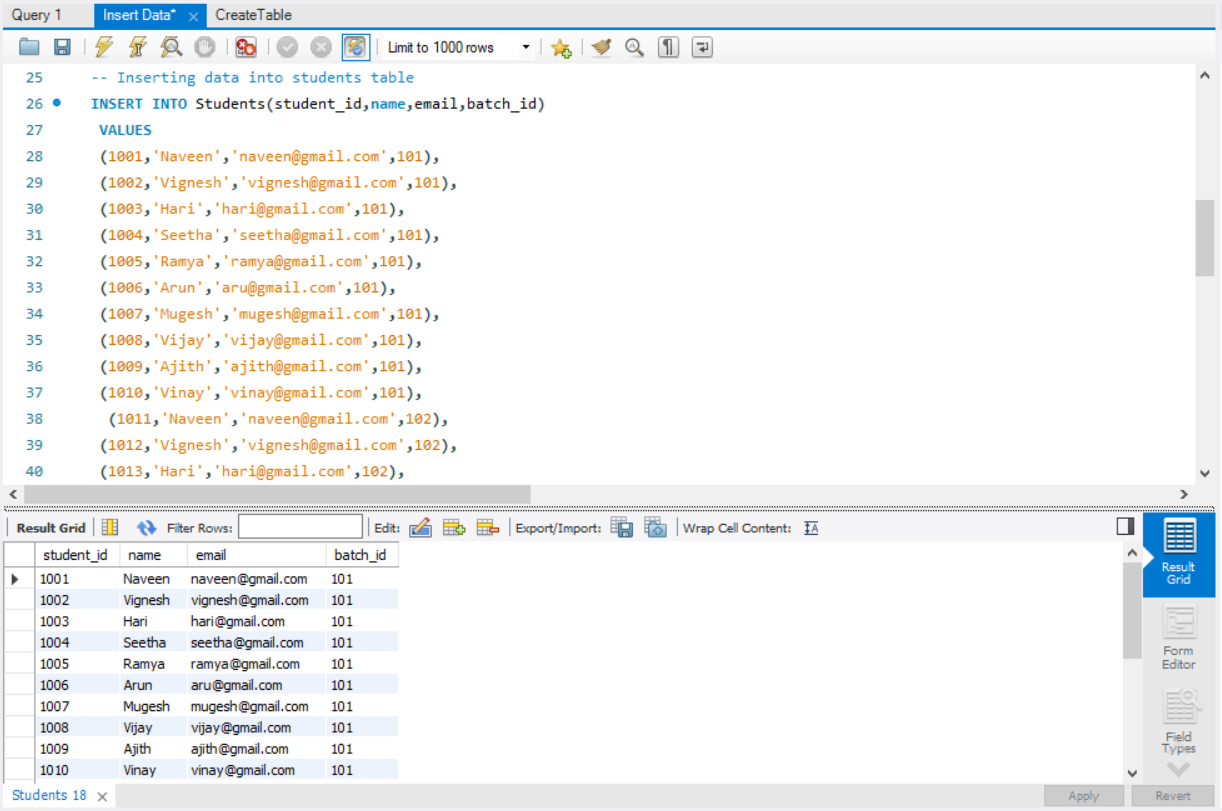 Query 1 Insert Data* × CreateTable
Limit to 1000 rows
25 -- Inserting data into students table
26 INSERT INTO Students(student_id,name,email,batch_id)
27 VALUES
28 (1001,'Naveen','naveen@gmail.com',101),
29 (1002,'Vignesh','vignesh@gmail.com',101),
30 (1003,'Hari','hari@gmail.com',101),
31 (1004,'Seetha','seetha@gmail.com',101),
32 (1005,'Ramya','ramya@gmail.com',101),
33 (1006,'Arun','aru@gmail.com',101),
34 (1007,'Mugesh','mugesh@gmail.com',101),
35 (1008,'Vijay','vijay@gmail.com',101),
36 (1009,'Ajith','ajith@gmail.com',101),
37 (1010,'Vinay','vinay@gmail.com',101),
38 (1011,'Naveen','naveen@gmail.com',102),
39 (1012,'Vignesh','vignesh@gmail.com',102),
40 (1013,'Hari','hari@gmail.com',102),
Result Grid Filter Rows: Edit: Export/Import: Wrap Cell Content: IA
student_id name email batch_id
1001 Naveen naveen@gmail.com 101
1002 Vignesh vignesh@gmail.com 101
1003 Hari hari@gmail.com 101
1004 Seetha seetha@gmail.com 101
1005 Ramya ramya@gmail.com 101
1006 Arun aru@gmail.com 101
1007 Mugesh mugesh@gmail.com 101
1008 Vijay vijay@gmail.com 101
1009 Ajith ajith@gmail.com 101
1010 Vinay vinay@gmail.com 101
Result
Grid
Form
Editor
Field
Types
Students 18 × Apply Revert